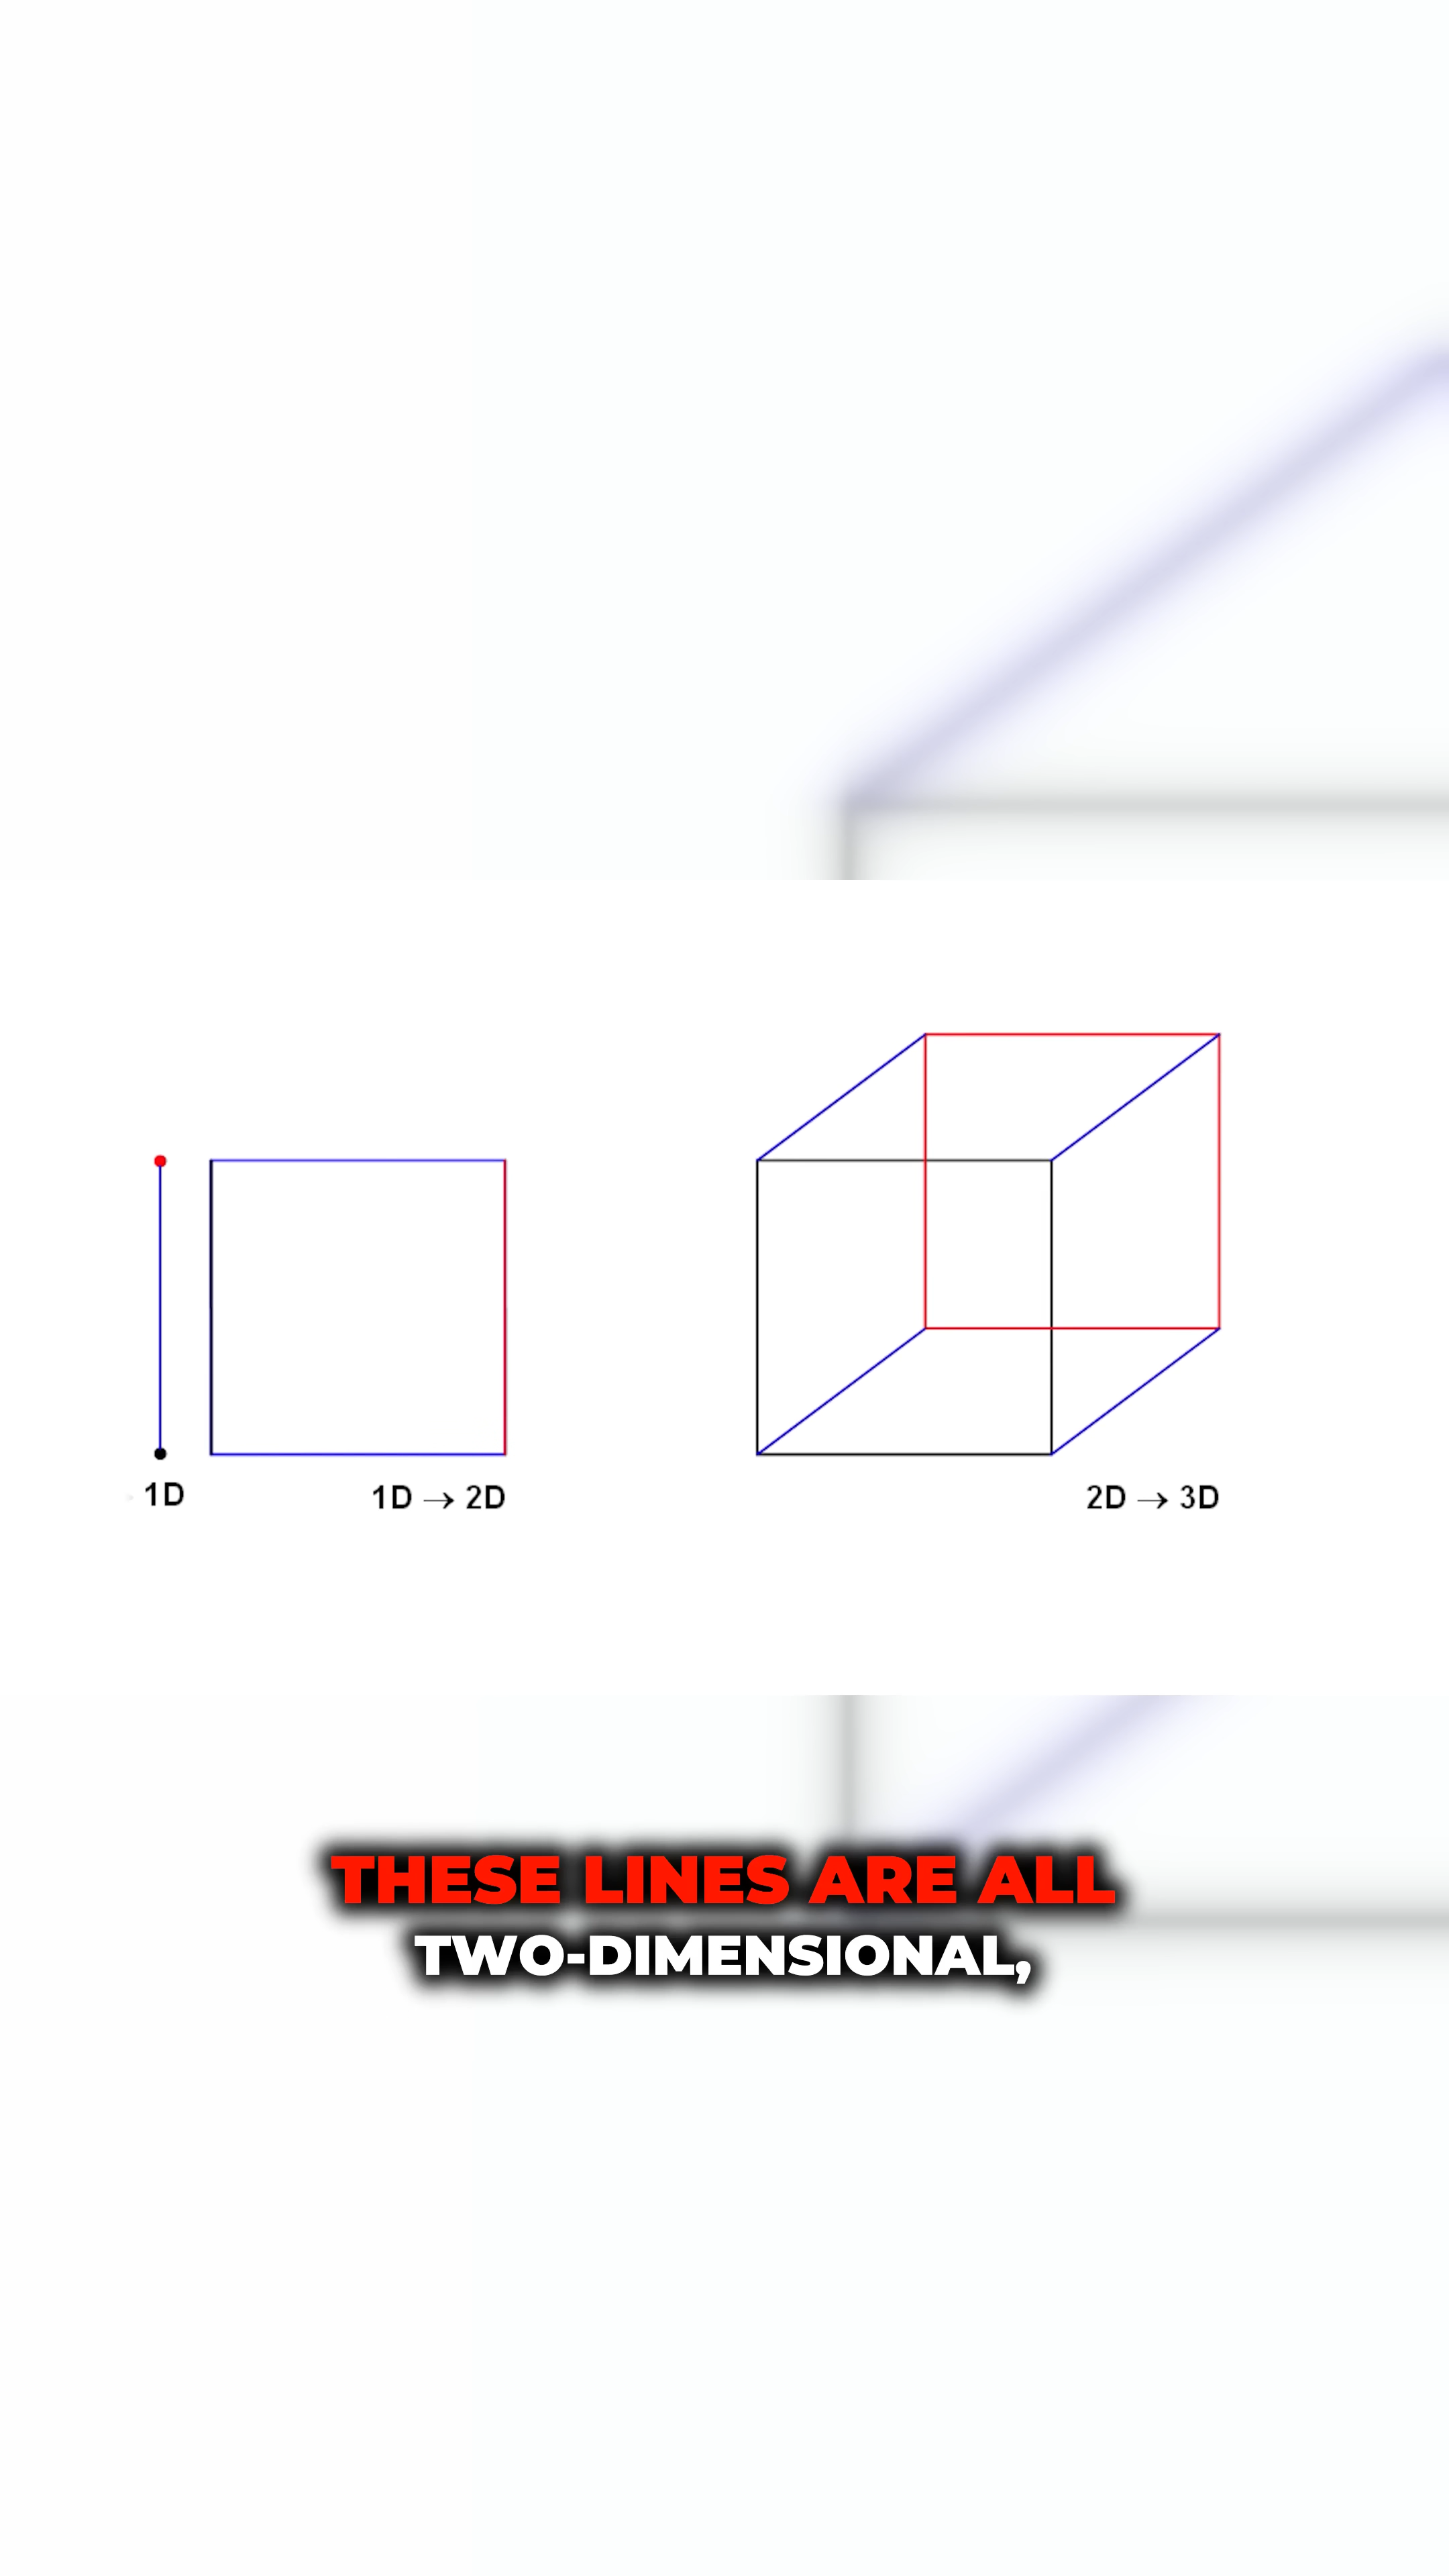 1D
1D → 2D
2D → 3D
THESE LINES ARE ALL
TWO-DIMENSIONAL,